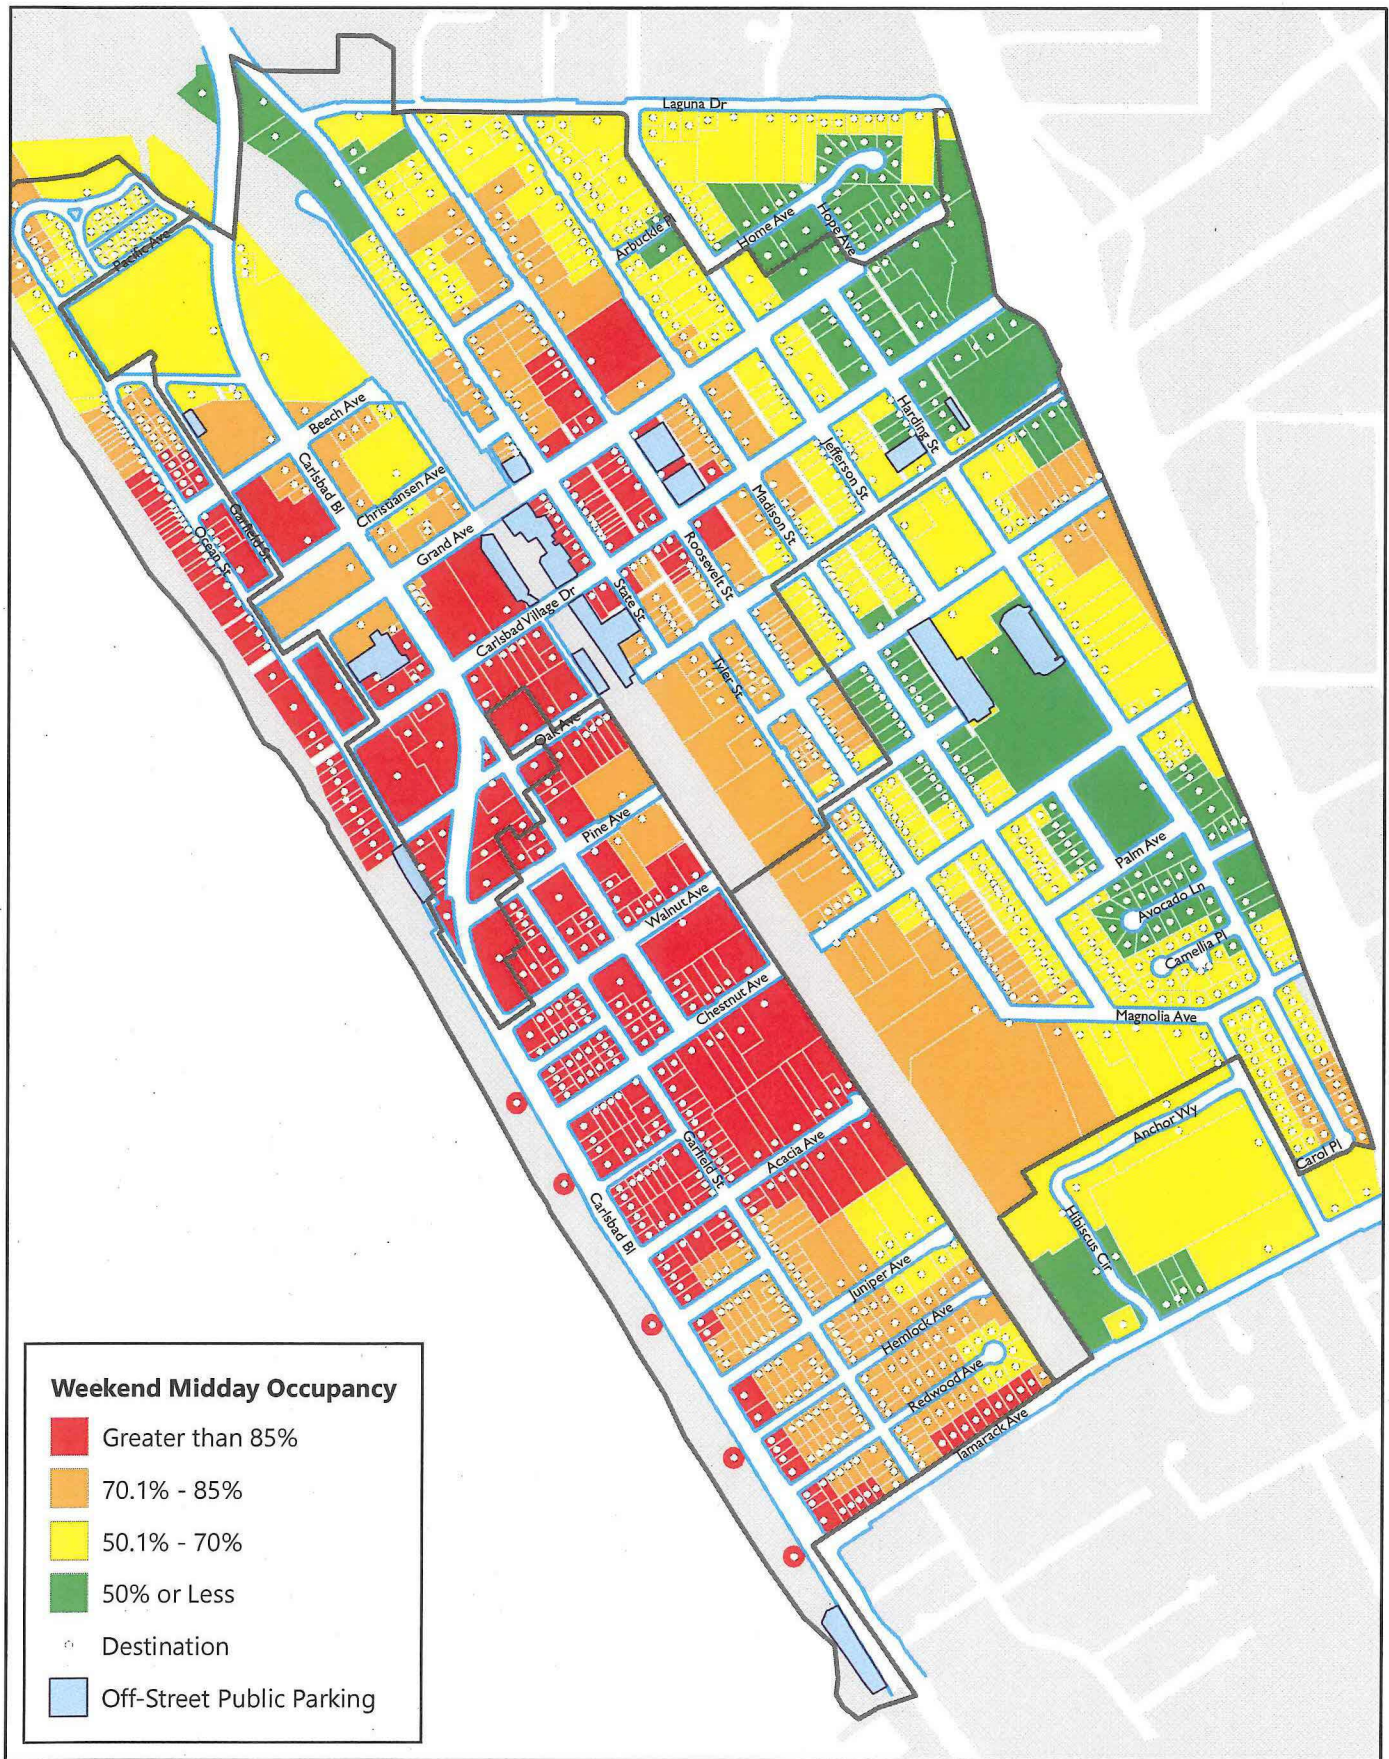 Laguna Dr
Arbuckle Pl
Home Ave
Hope Ave
Pacific Ave
Beech Ave
Carlsbad Bl
Christiansen Ave
Harding St
Jefferson St
Madison St
Garfield St
Ocean St
Grand Ave
Roosevelt St
Carlsbad Village Dr
State St
Tyler St
Oak Ave
Pine Ave
Palm Ave
Walnut Ave
Avocado Ln
Camellia Pl
Chestnut Ave
Magnolia Ave
Anchor Wy
Garfield St
Acacia Ave
Carol Pl
Carlsbad Bl
Hibiscus Cir
Juniper Ave
Hemlock Ave
Redwood Ave
Tamarack Ave
Weekend Midday Occupancy
Greater than 85%
70.1% - 85%
50.1% - 70%
50% or Less
Destination
Off-Street Public Parking